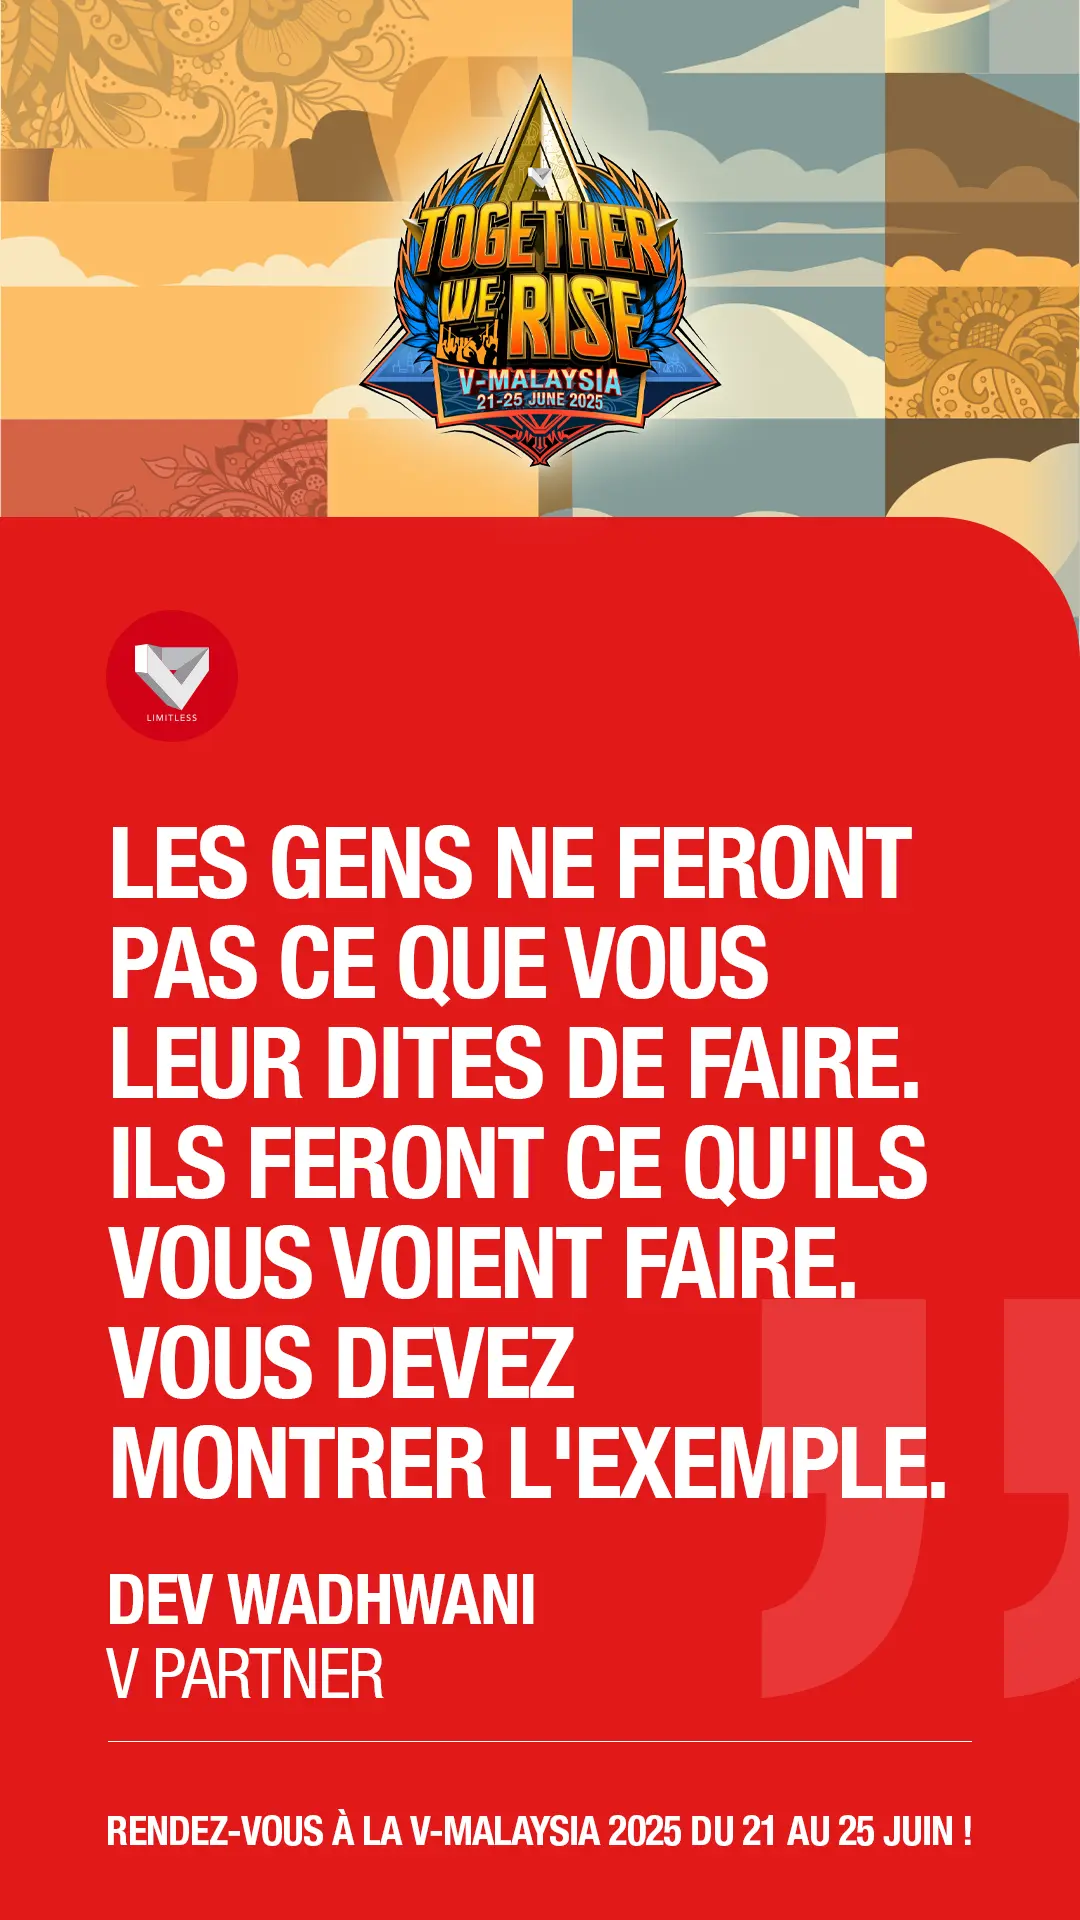 TOGETHER
WE RISE
V-MALAYSIA
21-25 JUNE 2025
LIMITLESS
LES GENS NE FERONT
PAS CE QUE VOUS
LEUR DITES DE FAIRE.
ILS FERONT CE QU'ILS
VOUS VOIENT FAIRE.
VOUS DEVEZ
MONTRER L'EXEMPLE.
DEV WADHWANI
V PARTNER
RENDEZ-VOUS À LA V-MALAYSIA 2025 DU 21 AU 25 JUIN !